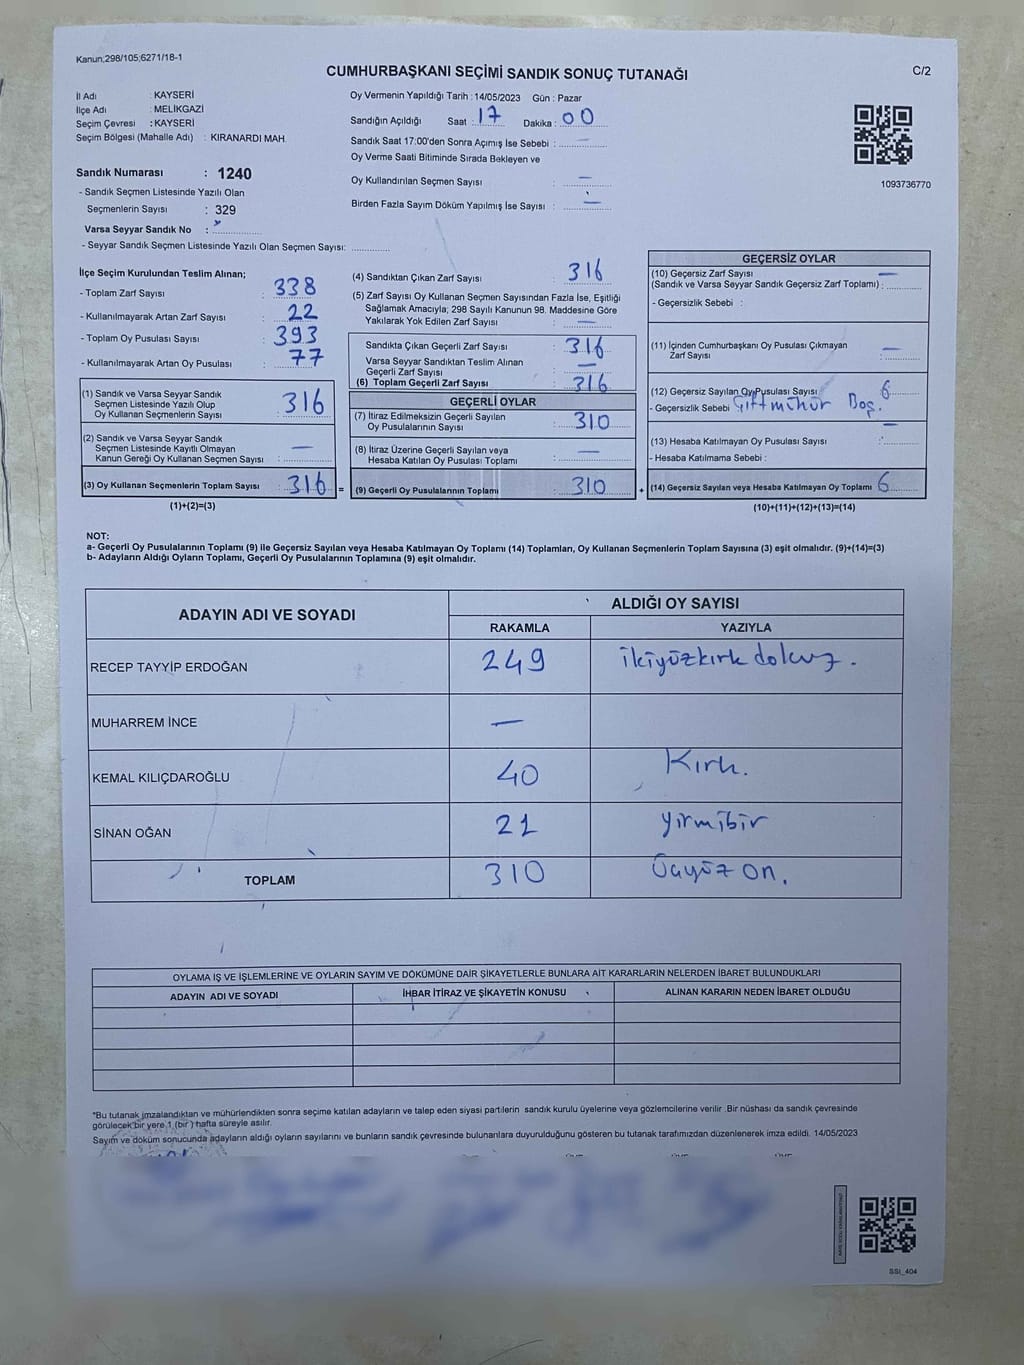 Kanun;298/105;6271/18-1
CUMHURBAŞKANI SEÇİMİ SANDIK SONUÇ TUTANAĞI
C/2
İl Adı : KAYSERİ
İlçe Adı : MELİKGAZİ
Seçim Çevresi : KAYSERİ
Seçim Bölgesi (Mahalle Adı) : KIRANARDI MAH.
Sandık Numarası : 1240
- Sandık Seçmen Listesinde Yazılı Olan
Seçmenlerin Sayısı : 329
Varsa Seyyar Sandık No :
- Seyyar Sandık Seçmen Listesinde Yazılı Olan Seçmen Sayısı:
Oy Vermenin Yapıldığı Tarih : 14/05/2023 Gün : Pazar
Sandığın Açıldığı Saat : 17 Dakika : 00
Sandık Saat 17:00'den Sonra Açımış İse Sebebi :
Oy Verme Saati Bitiminde Sırada Bekleyen ve
Oy Kullandırılan Seçmen Sayısı : —
Birden Fazla Sayım Döküm Yapılmış İse Sayısı : —
1093736770
İlçe Seçim Kurulundan Teslim Alınan;
- Toplam Zarf Sayısı : 338
- Kullanılmayarak Artan Zarf Sayısı : 22
- Toplam Oy Pusulası Sayısı : 393
- Kullanılmayarak Artan Oy Pusulası : 77
(1) Sandık ve Varsa Seyyar Sandık
Seçmen Listesinde Yazılı Olup
Oy Kullanan Seçmenlerin Sayısı : 316
(2) Sandık ve Varsa Seyyar Sandık
Seçmen Listesinde Kayıtlı Olmayan
Kanun Gereği Oy Kullanan Seçmen Sayısı : —
(3) Oy Kullanan Seçmenlerin Toplam Sayısı : 316 =
(1)+(2)=(3)
(4) Sandıktan Çıkan Zarf Sayısı : 316
(5) Zarf Sayısı Oy Kullanan Seçmen Sayısından Fazla İse, Eşitliği
Sağlamak Amacıyla; 298 Sayılı Kanunun 98. Maddesine Göre
Yakılarak Yok Edilen Zarf Sayısı : —
Sandıkta Çıkan Geçerli Zarf Sayısı : 316
Varsa Seyyar Sandıktan Teslim Alınan
Geçerli Zarf Sayısı : —
(6) Toplam Geçerli Zarf Sayısı : 316
GEÇERLİ OYLAR
(7) İtiraz Edilmeksizin Geçerli Sayılan
Oy Pusulalarının Sayısı : 310
(8) İtiraz Üzerine Geçerli Sayılan veya
Hesaba Katılan Oy Pusulası Toplamı : —
(9) Geçerli Oy Pusulalarının Toplamı : 310 +
GEÇERSİZ OYLAR
(10) Geçersiz Zarf Sayısı —
(Sandık ve Varsa Seyyar Sandık Geçersiz Zarf Toplamı) :
- Geçersizlik Sebebi :
(11) İçinden Cumhurbaşkanı Oy Pusulası Çıkmayan
Zarf Sayısı : —
(12) Geçersiz Sayılan Oy Pusulası Sayısı : 6
- Geçersizlik Sebebi Çift mühür Boş.
(13) Hesaba Katılmayan Oy Pusulası Sayısı : —
- Hesaba Katılmama Sebebi :
(14) Geçersiz Sayılan veya Hesaba Katılmayan Oy Toplamı 6
(10)+(11)+(12)+(13)=(14)
NOT:
a- Geçerli Oy Pusulalarının Toplamı (9) ile Geçersiz Sayılan veya Hesaba Katılmayan Oy Toplamı (14) Toplamları, Oy Kullanan Seçmenlerin Toplam Sayısına (3) eşit olmalıdır. (9)+(14)=(3)
b- Adayların Aldığı Oyların Toplamı, Geçerli Oy Pusulalarının Toplamına (9) eşit olmalıdır.
ADAYIN ADI VE SOYADI
ALDIĞI OY SAYISI
RAKAMLA YAZIYLA
RECEP TAYYİP ERDOĞAN 249 ikiyüzkırk dokuz.
MUHARREM İNCE —
KEMAL KILIÇDAROĞLU 40 Kırk.
SİNAN OĞAN 21 yirmibir
TOPLAM 310 Üçyüz on.
OYLAMA İŞ VE İŞLEMLERİNE VE OYLARIN SAYIM VE DÖKÜMÜNE DAİR ŞİKAYETLERLE BUNLARA AİT KARARLARIN NELERDEN İBARET BULUNDUKLARI
ADAYIN ADI VE SOYADI İHBAR İTİRAZ VE ŞİKAYETİN KONUSU ALINAN KARARIN NEDEN İBARET OLDUĞU
*Bu tutanak imzalandıktan ve mühürlendikten sonra seçime katılan adayların ve talep eden siyasi partilerin sandık kurulu üyelerine veya gözlemcilerine verilir .Bir nüshası da sandık çevresinde
görülecek bir yere 1 (bir ) hafta süreyle asılır.
Sayım ve döküm sonucunda adayların aldığı oyların sayılarını ve bunların sandık çevresinde bulunanlara duyurulduğunu gösteren bu tutanak tarafımızdan düzenlenerek imza edildi. 14/05/2023
SSI_404